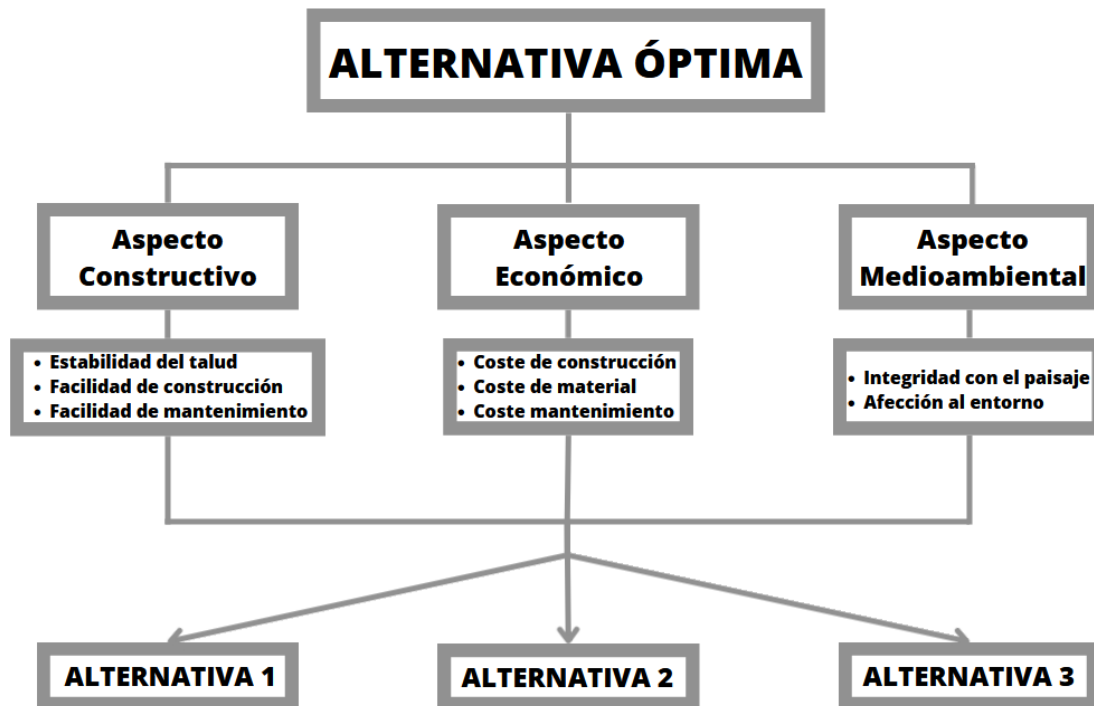 ALTERNATIVA ÓPTIMA
Aspecto
Constructivo
Aspecto
Económico
Aspecto
Medioambiental
• Estabilidad del talud
• Facilidad de construcción
• Facilidad de mantenimiento
• Coste de construcción
• Coste de material
• Coste mantenimiento
• Integridad con el paisaje
• Afección al entorno
ALTERNATIVA 1
ALTERNATIVA 2
ALTERNATIVA 3